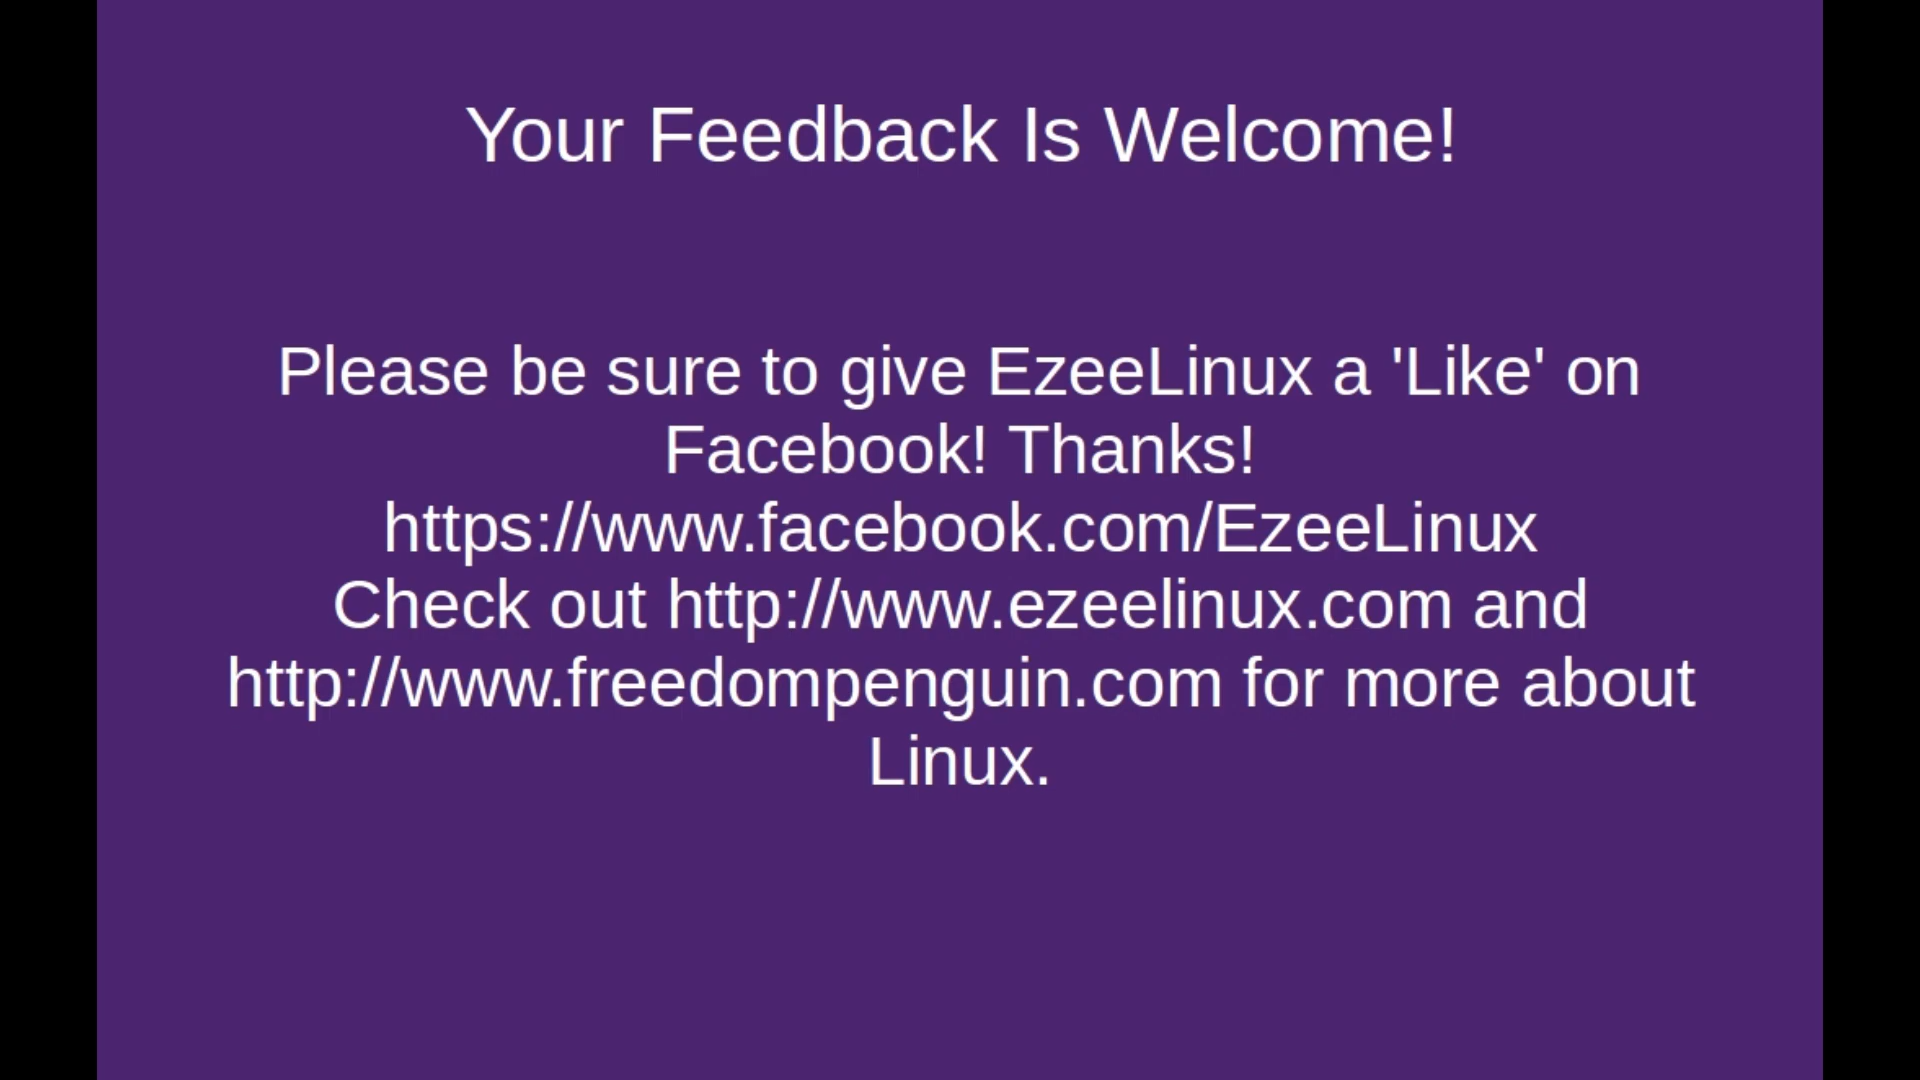 Your Feedback Is Welcome!
Please be sure to give EzeeLinux a 'Like' on
Facebook! Thanks!
https://www.facebook.com/EzeeLinux
Check out http://www.ezeelinux.com and
http://www.freedompenguin.com for more about
Linux.